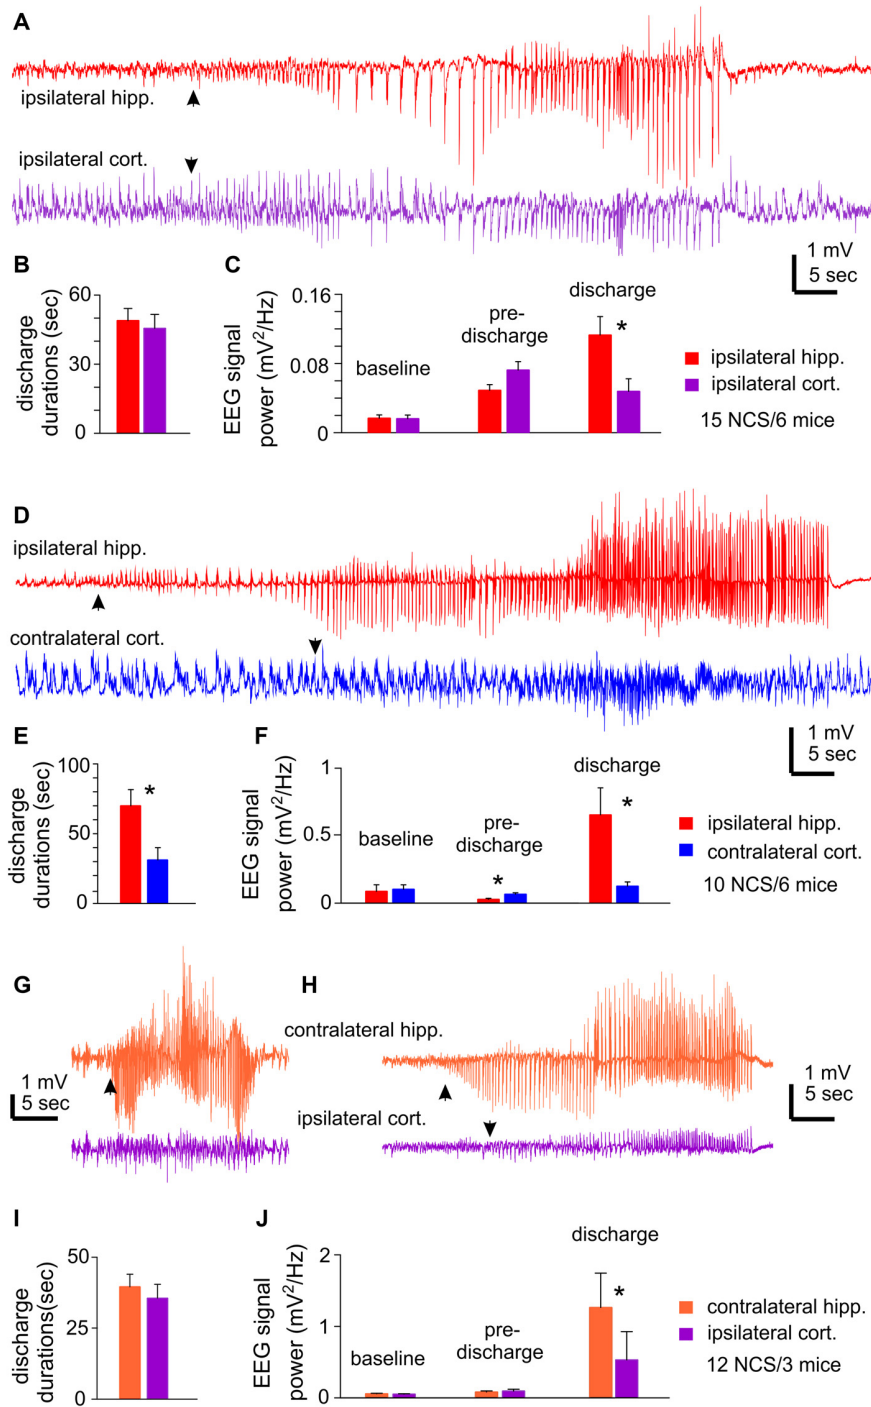 A
ipsilateral hipp.
ipsilateral cort.
1 mV
5 sec
B
discharge
durations (sec)
60
30
0
C
EEG signal
power (mV²/Hz)
0.16
0.08
0
baseline
pre-
discharge
discharge
*
ipsilateral hipp.
ipsilateral cort.
15 NCS/6 mice
D
ipsilateral hipp.
contralateral cort.
1 mV
5 sec
E
discharge
durations (sec)
100
50
0
*
F
EEG signal
power (mV²/Hz)
1
0.5
0
baseline
pre-
discharge
*
discharge
*
ipsilateral hipp.
contralateral cort.
10 NCS/6 mice
G
1 mV
5 sec
H
contralateral hipp.
ipsilateral cort.
1 mV
5 sec
I
discharge
durations(sec)
50
25
0
J
EEG signal
power (mV²/Hz)
2
1
0
baseline
pre-
discharge
discharge
*
contralateral hipp.
ipsilateral cort.
12 NCS/3 mice